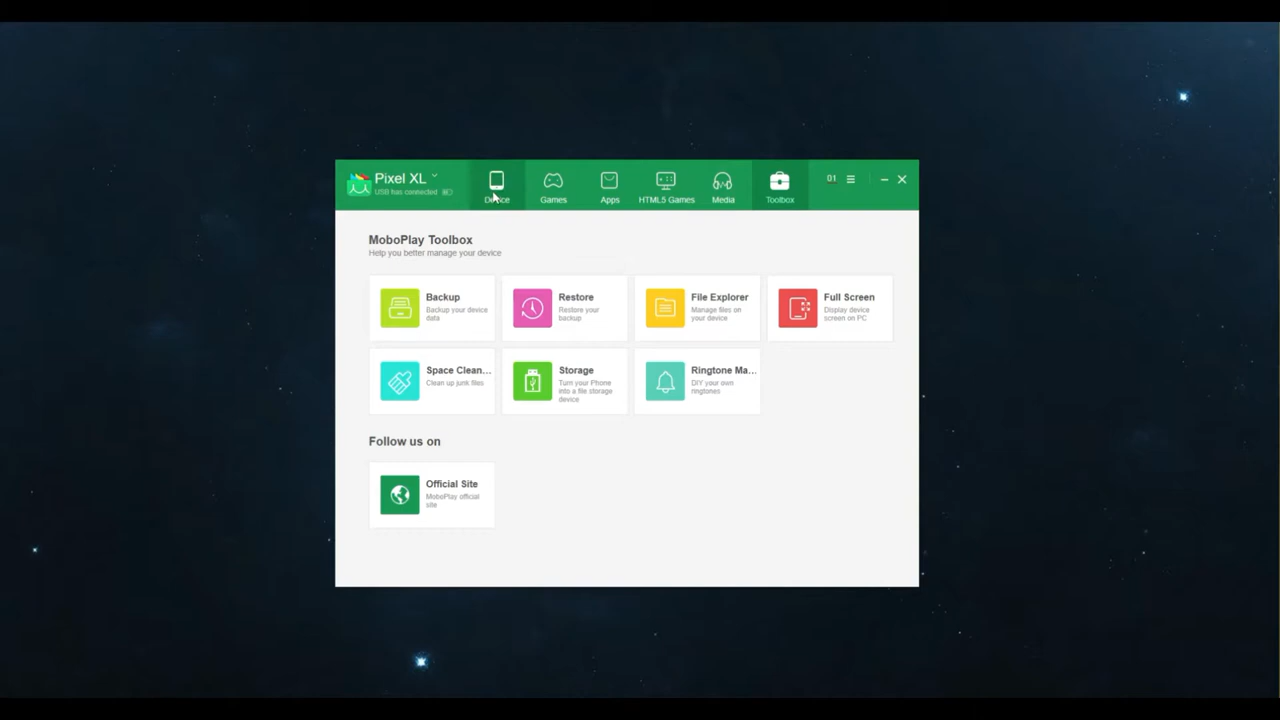 Pixel XL
USB has connected
Device
Games
Apps
HTML5 Games
Media
Toolbox
01
MoboPlay Toolbox
Help you better manage your device
Backup
Backup your device
data
Restore
Restore your
backup
File Explorer
Manage files on
your device
Full Screen
Display device
screen on PC
Space Clean...
Clean up junk files
Storage
Turn your Phone
into a file storage
device
Ringtone Ma...
DIY your own
ringtones
Follow us on
Official Site
MoboPlay official
site